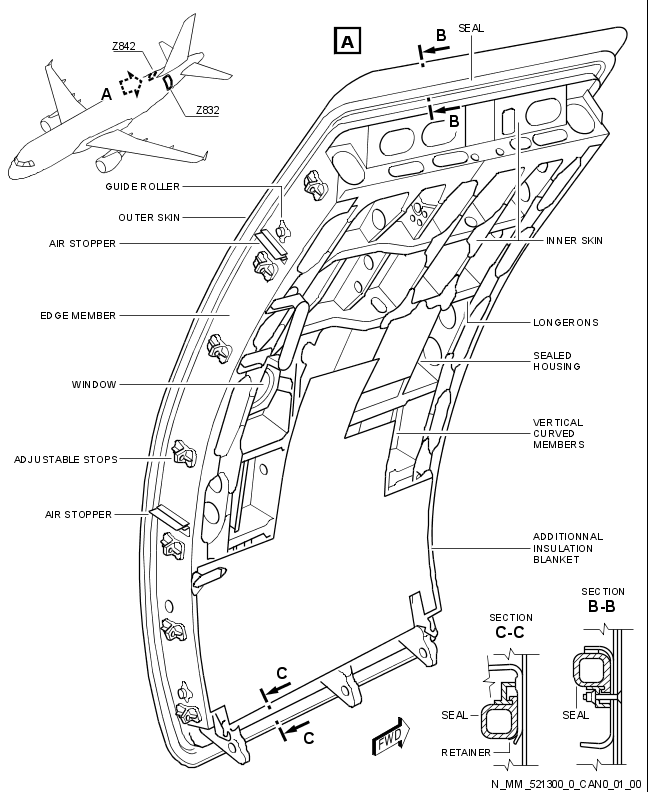 Z842
A
Z832
A
B
SEAL
B
GUIDE ROLLER
OUTER SKIN
AIR STOPPER
INNER SKIN
EDGE MEMBER
LONGERONS
SEALED
HOUSING
WINDOW
VERTICAL
CURVED
MEMBERS
ADJUSTABLE STOPS
AIR STOPPER
ADDITIONNAL
INSULATION
BLANKET
SECTION
B-B
SECTION
C-C
C
C
SEAL
SEAL
RETAINER
FWD
N_MM_521300_0_CAN0_01_00